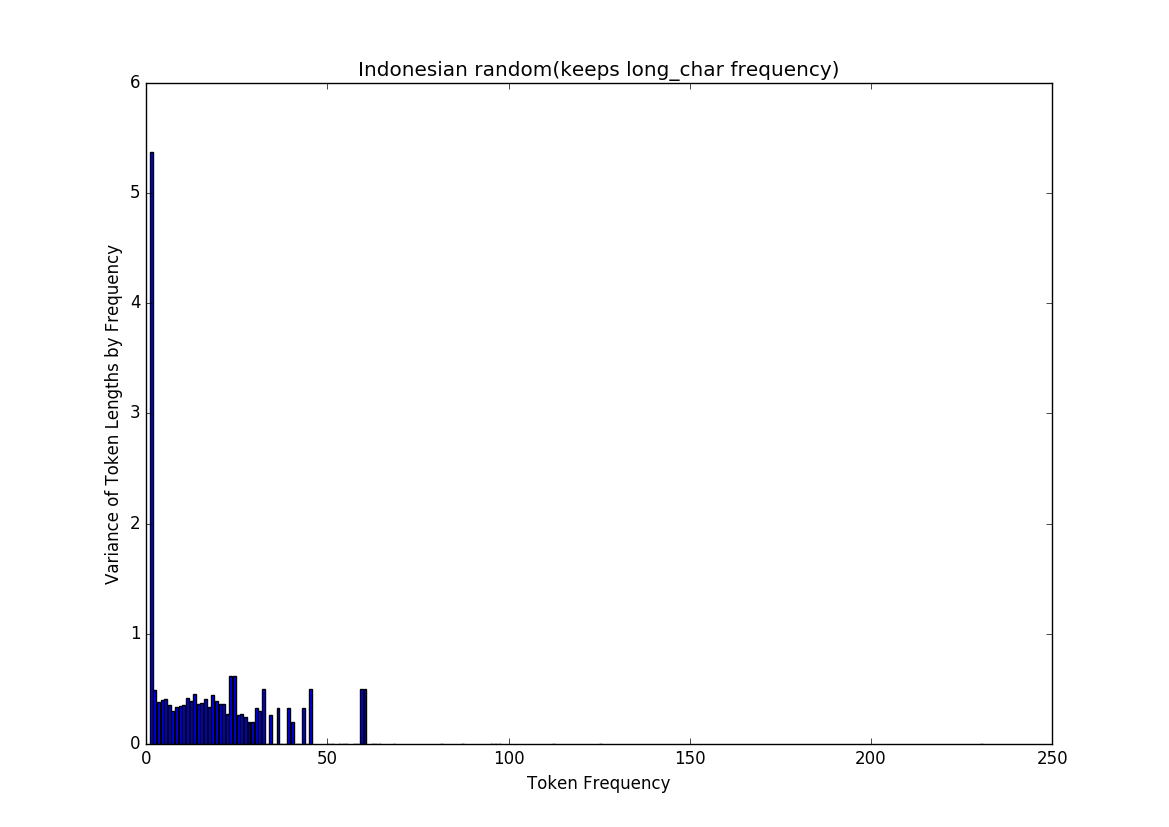 Indonesian random(keeps long_char frequency)
6
5
4
3
2
1
0
Variance of Token Lengths by Frequency
0 50 100 150 200 250
Token Frequency